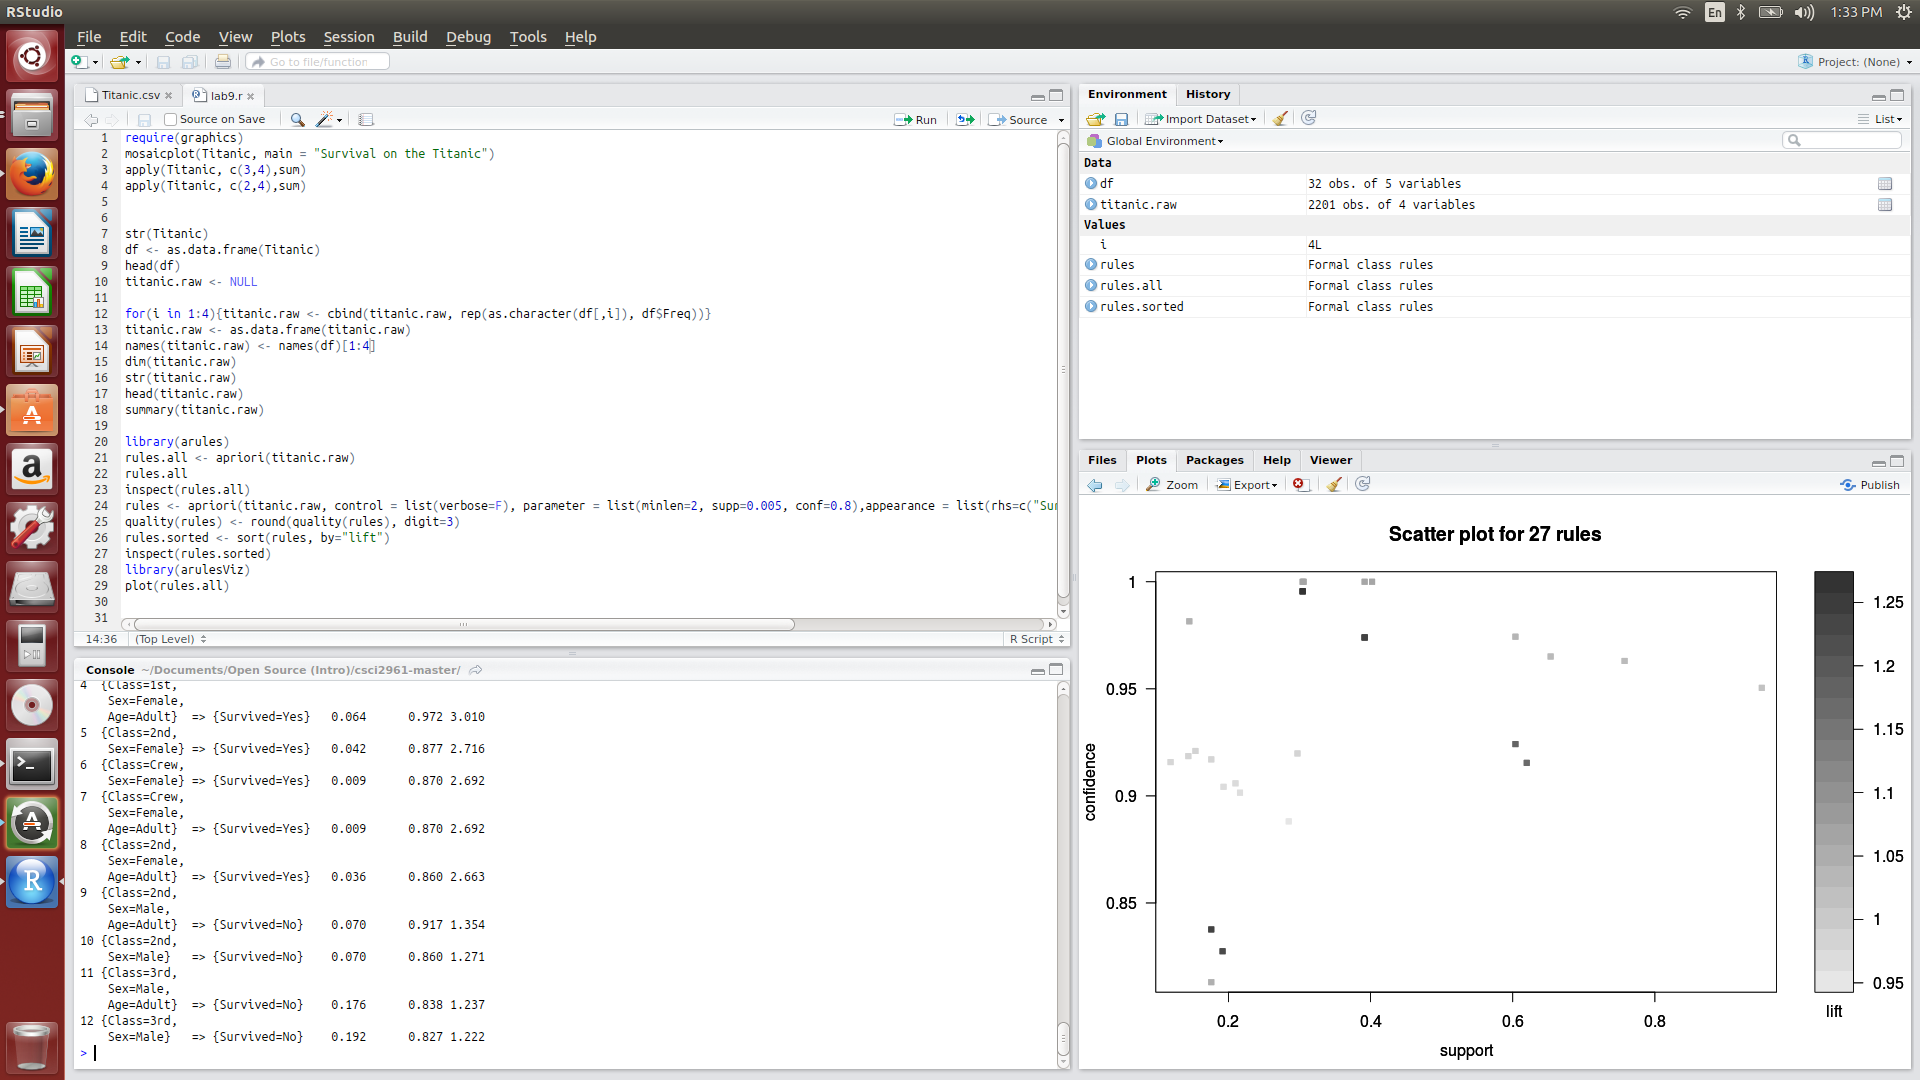 RStudio
En
1:33 PM
File Edit Code View Plots Session Build Debug Tools Help
Go to file/function
Project: (None)
Titanic.csv
lab9.r
Source on Save
Run
Source
1 require(graphics)
2 mosaicplot(Titanic, main = "Survival on the Titanic")
3 apply(Titanic, c(3,4),sum)
4 apply(Titanic, c(2,4),sum)
5
6
7 str(Titanic)
8 df <- as.data.frame(Titanic)
9 head(df)
10 titanic.raw <- NULL
11
12 for(i in 1:4){titanic.raw <- cbind(titanic.raw, rep(as.character(df[,i]), df$Freq))}
13 titanic.raw <- as.data.frame(titanic.raw)
14 names(titanic.raw) <- names(df)[1:4]
15 dim(titanic.raw)
16 str(titanic.raw)
17 head(titanic.raw)
18 summary(titanic.raw)
19
20 library(arules)
21 rules.all <- apriori(titanic.raw)
22 rules.all
23 inspect(rules.all)
24 rules <- apriori(titanic.raw, control = list(verbose=F), parameter = list(minlen=2, supp=0.005, conf=0.8),appearance = list(rhs=c("Sur
25 quality(rules) <- round(quality(rules), digit=3)
26 rules.sorted <- sort(rules, by="lift")
27 inspect(rules.sorted)
28 library(arulesViz)
29 plot(rules.all)
30
31
14:36 (Top Level) R Script
Console ~/Documents/Open Source (Intro)/csci2961-master/
4 {Class=1st,
Sex=Female,
Age=Adult} => {Survived=Yes} 0.064 0.972 3.010
5 {Class=2nd,
Sex=Female} => {Survived=Yes} 0.042 0.877 2.716
6 {Class=Crew,
Sex=Female} => {Survived=Yes} 0.009 0.870 2.692
7 {Class=Crew,
Sex=Female,
Age=Adult} => {Survived=Yes} 0.009 0.870 2.692
8 {Class=2nd,
Sex=Female,
Age=Adult} => {Survived=Yes} 0.036 0.860 2.663
9 {Class=2nd,
Sex=Male,
Age=Adult} => {Survived=No} 0.070 0.917 1.354
10 {Class=2nd,
Sex=Male} => {Survived=No} 0.070 0.860 1.271
11 {Class=3rd,
Sex=Male,
Age=Adult} => {Survived=No} 0.176 0.838 1.237
12 {Class=3rd,
Sex=Male} => {Survived=No} 0.192 0.827 1.222
>
Environment History
Import Dataset
List
Global Environment
Data
df 32 obs. of 5 variables
titanic.raw 2201 obs. of 4 variables
Values
i 4L
rules Formal class rules
rules.all Formal class rules
rules.sorted Formal class rules
Files Plots Packages Help Viewer
Zoom Export Publish
Scatter plot for 27 rules
1
0.95
0.9
0.85
confidence
0.2 0.4 0.6 0.8
support
1.25
1.2
1.15
1.1
1.05
1
0.95
lift